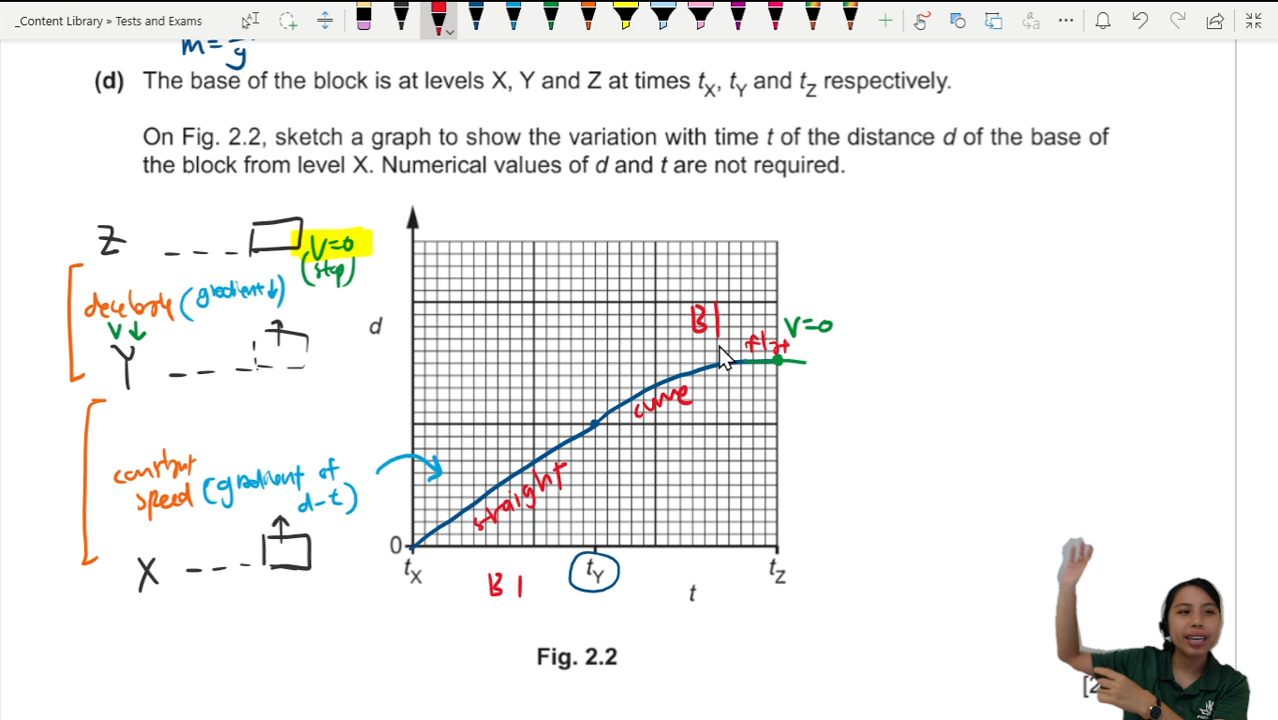 _Content Library » Tests and Exams
m = — g
(d) The base of the block is at levels X, Y and Z at times tX, tY and tZ respectively.
On Fig. 2.2, sketch a graph to show the variation with time t of the distance d of the base of
the block from level X. Numerical values of d and t are not required.
Z
V=0
(stop)
(gradient↓)
V↓
Y
constant
speed (gradient of
d-t)
X
d
B1
flat
V=0
curve
straight
0
tX
tY
tZ
B1
t
Fig. 2.2
[2